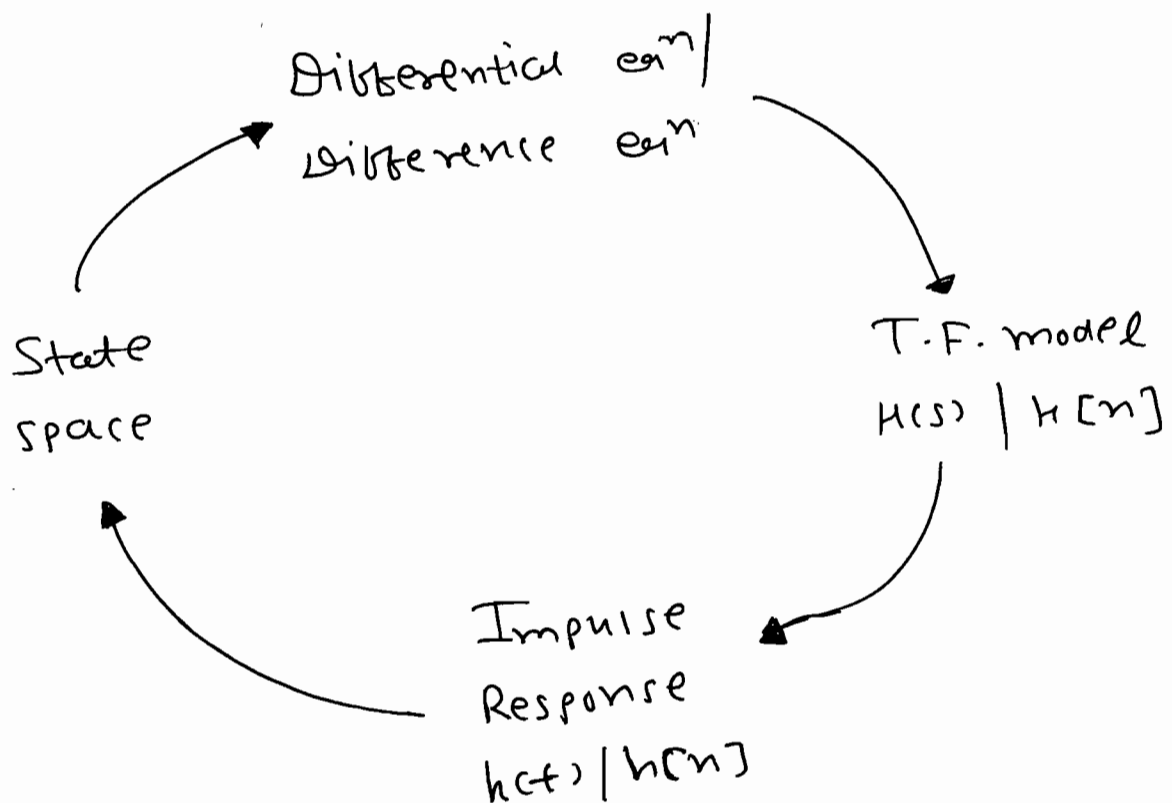 Differential eqⁿ/
Difference eqⁿ
T.F. model
H(s) | H[n]
State
space
Impulse
Response
h(t) | h[n]